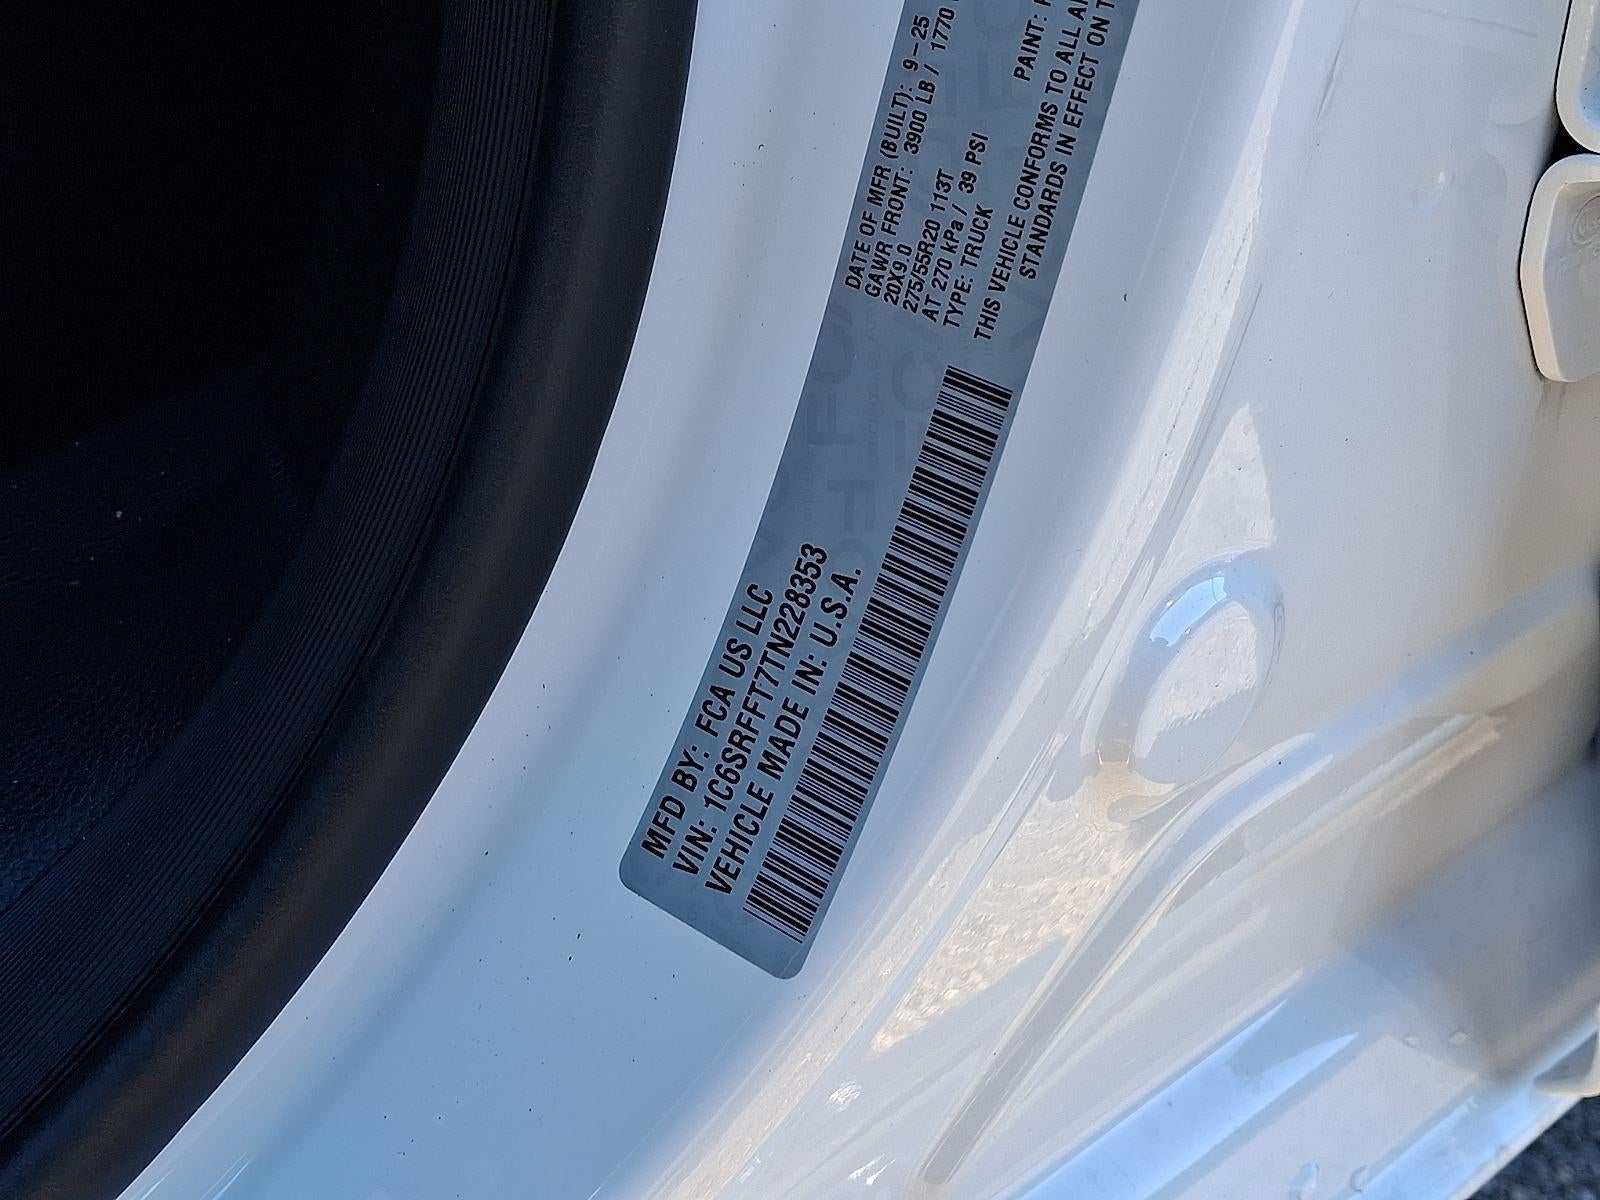 MFD BY: FCA US LLC
VIN: 1C6SRFFT7TN228353
VEHICLE MADE IN: U.S.A.
DATE OF MFR (BUILT): 9-25
GAWR FRONT: 3900 LB / 1770
20X9.0
275/55R20 113T
AT 270 kPa / 39 PSI
TYPE: TRUCK
PAINT:
THIS VEHICLE CONFORMS TO ALL
STANDARDS IN EFFECT ON